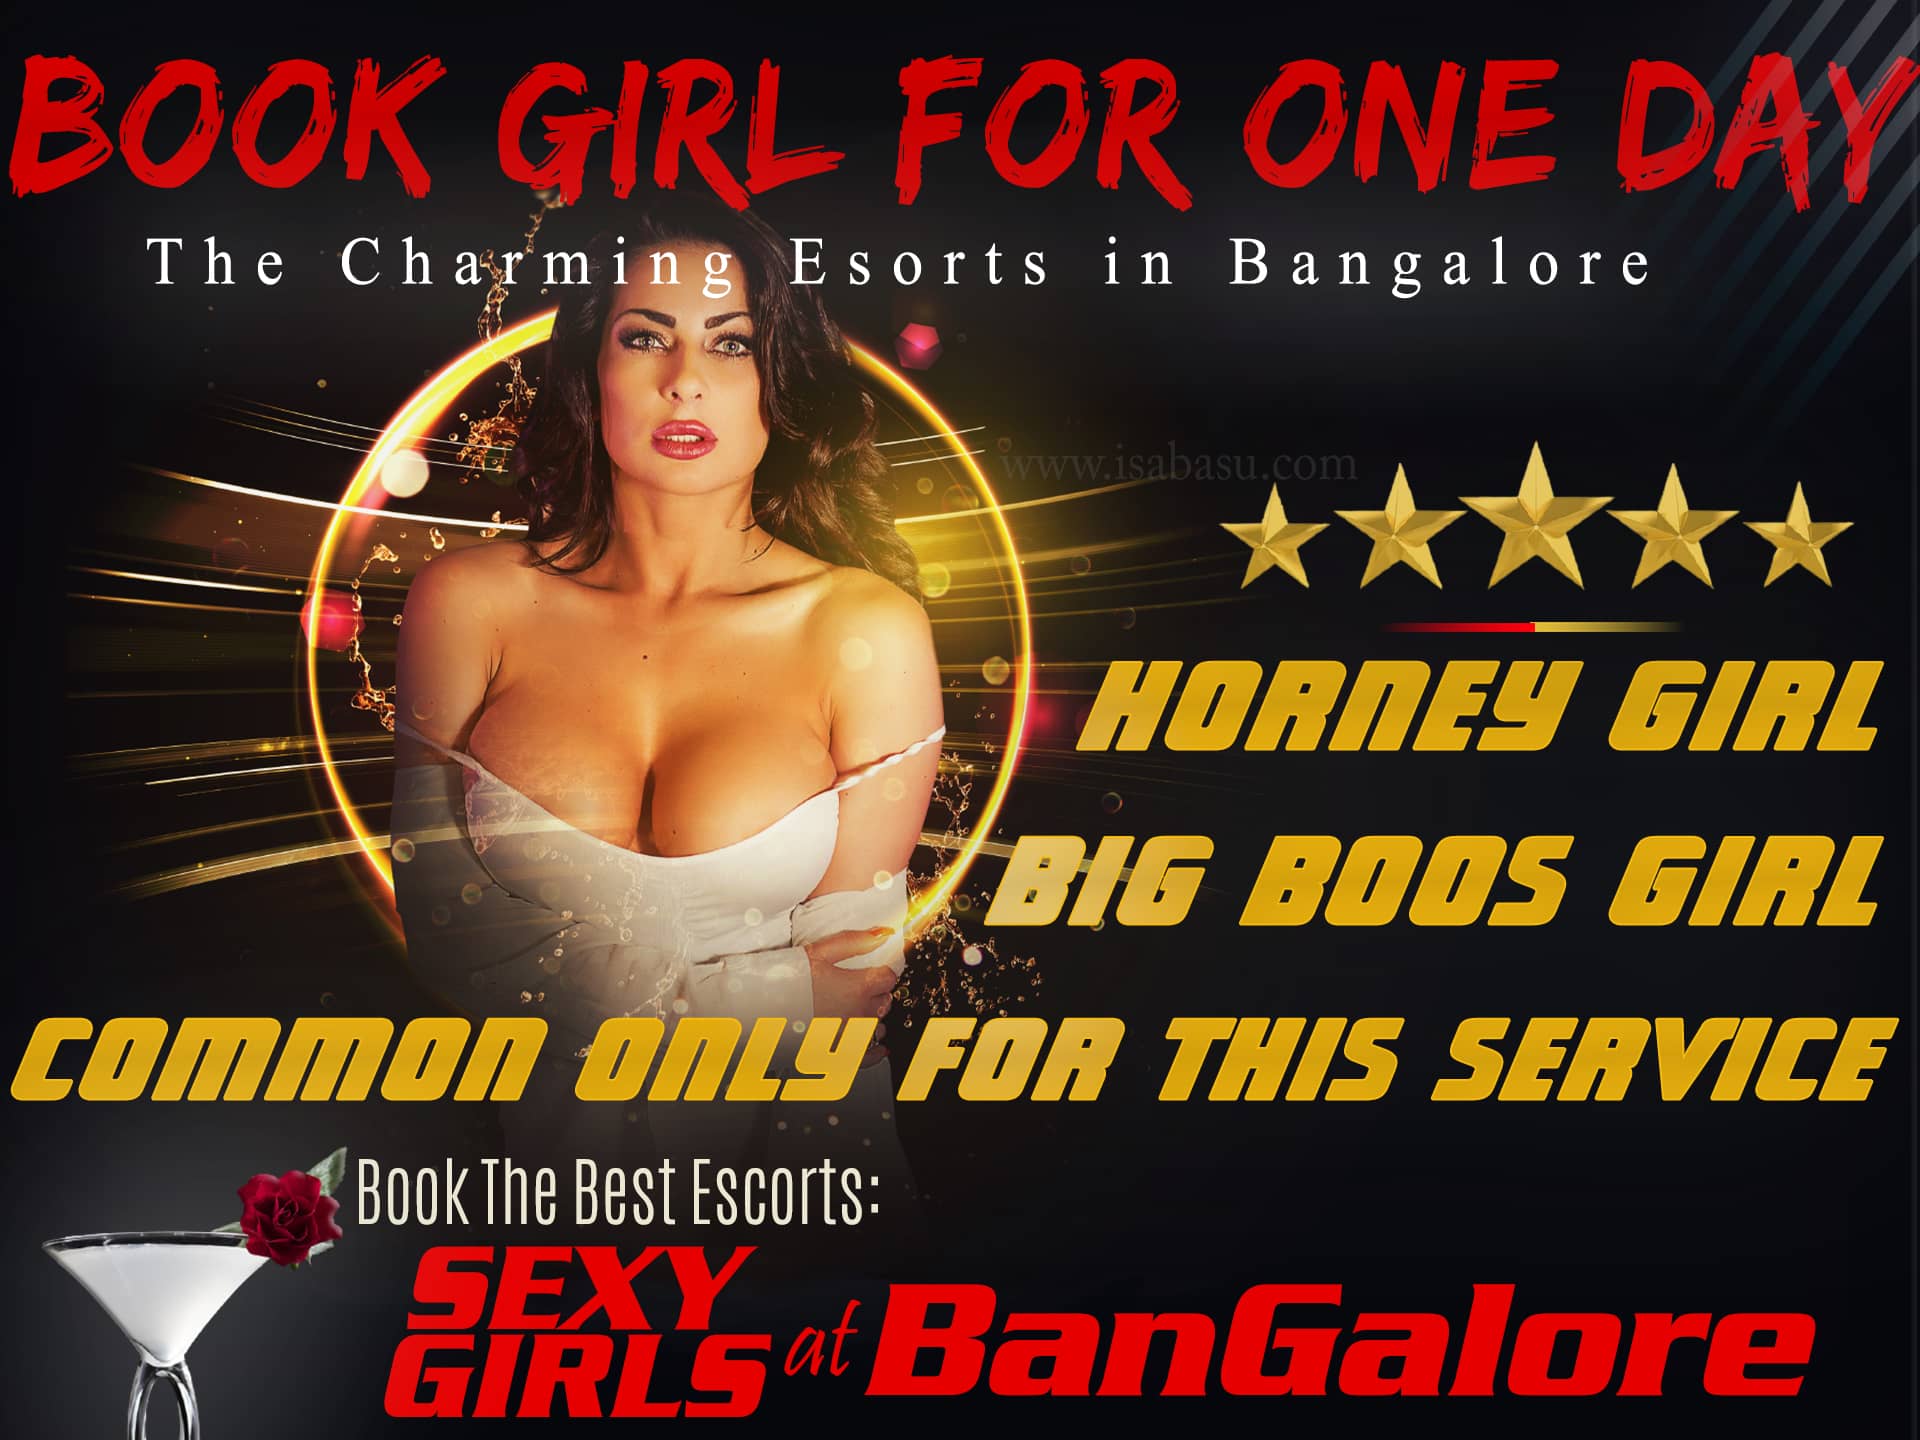 BOOK GIRL FOR ONE DAY
The Charming Esorts in Bangalore
www.isabasu.com
HORNEY GIRL
BIG BOOS GIRL
COMMON ONLY FOR THIS SERVICE
Book The Best Escorts:
SEXY
GIRLS at BanGalore